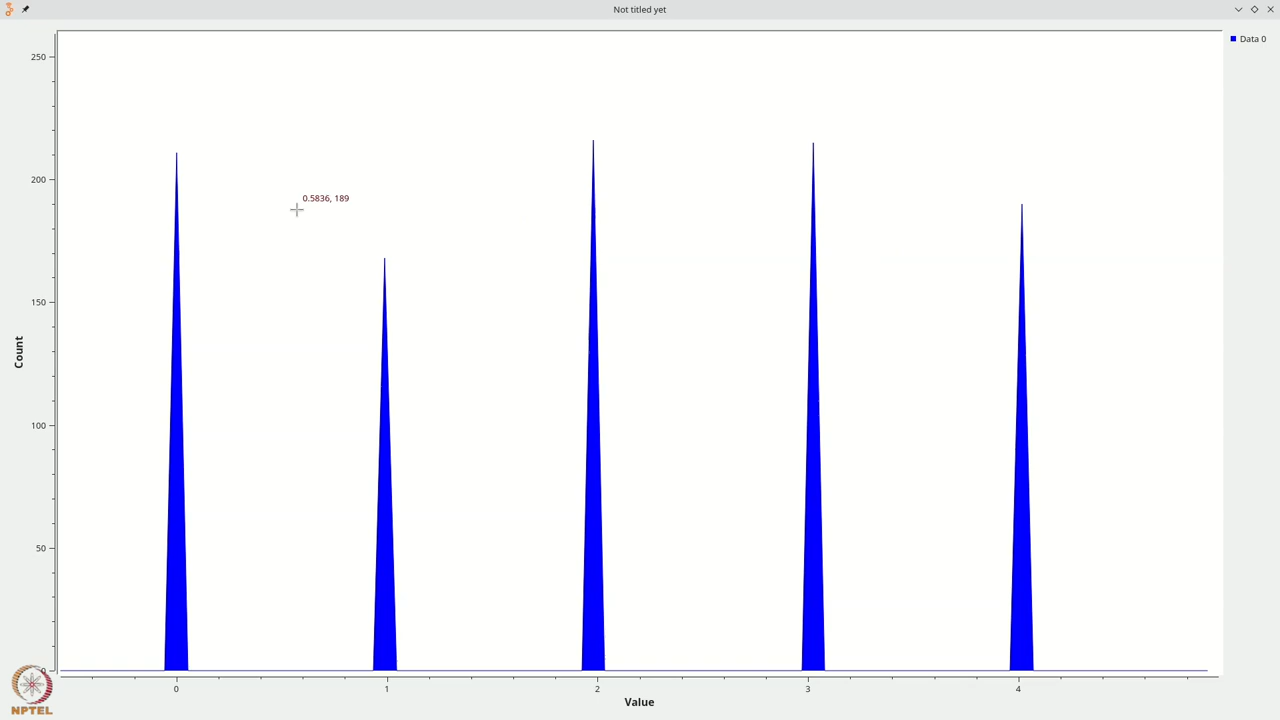 Not titled yet
Data 0
250
200
150
100
50
0
Count
0.5836, 189
0 1 2 3 4
Value
NPTEL